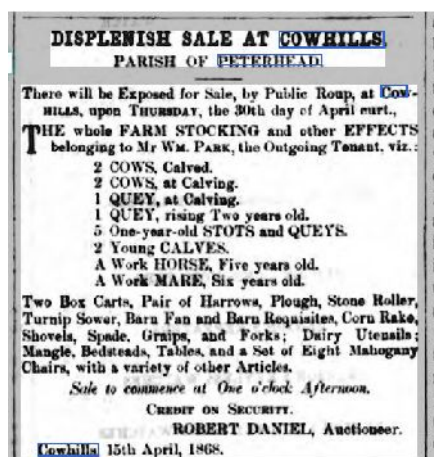 DISPLENISH SALE AT COWHILLS,
PARISH OF PETERHEAD.
There will be Exposed for Sale, by Public Roup, at COW-
HILLS, upon THURSDAY, the 30th day of April curt.,
THE whole FARM STOCKING and other EFFECTS
belonging to Mr WM. PARK, the Outgoing Tenant, viz.:
2 COWS, Calved.
2 COWS, at Calving.
1 QUEY, at Calving.
1 QUEY, rising Two years old.
5 One-year-old STOTS and QUEYS.
2 Young CALVES.
A Work HORSE, Five years old.
A Work MARE, Six years old.
Two Box Carts, Pair of Harrows, Plough, Stone Roller,
Turnip Sower, Barn Fan and Barn Requisites, Corn Rake,
Shovels, Spade, Graips, and Forks; Dairy Utensils;
Mangle, Bedsteads, Tables, and a Set of Eight Mahogany
Chairs, with a variety of other Articles.
Sale to commence at One o'clock Afternoon.
CREDIT ON SECURITY.
ROBERT DANIEL, Auctioneer.
Cowhills 15th April, 1868.